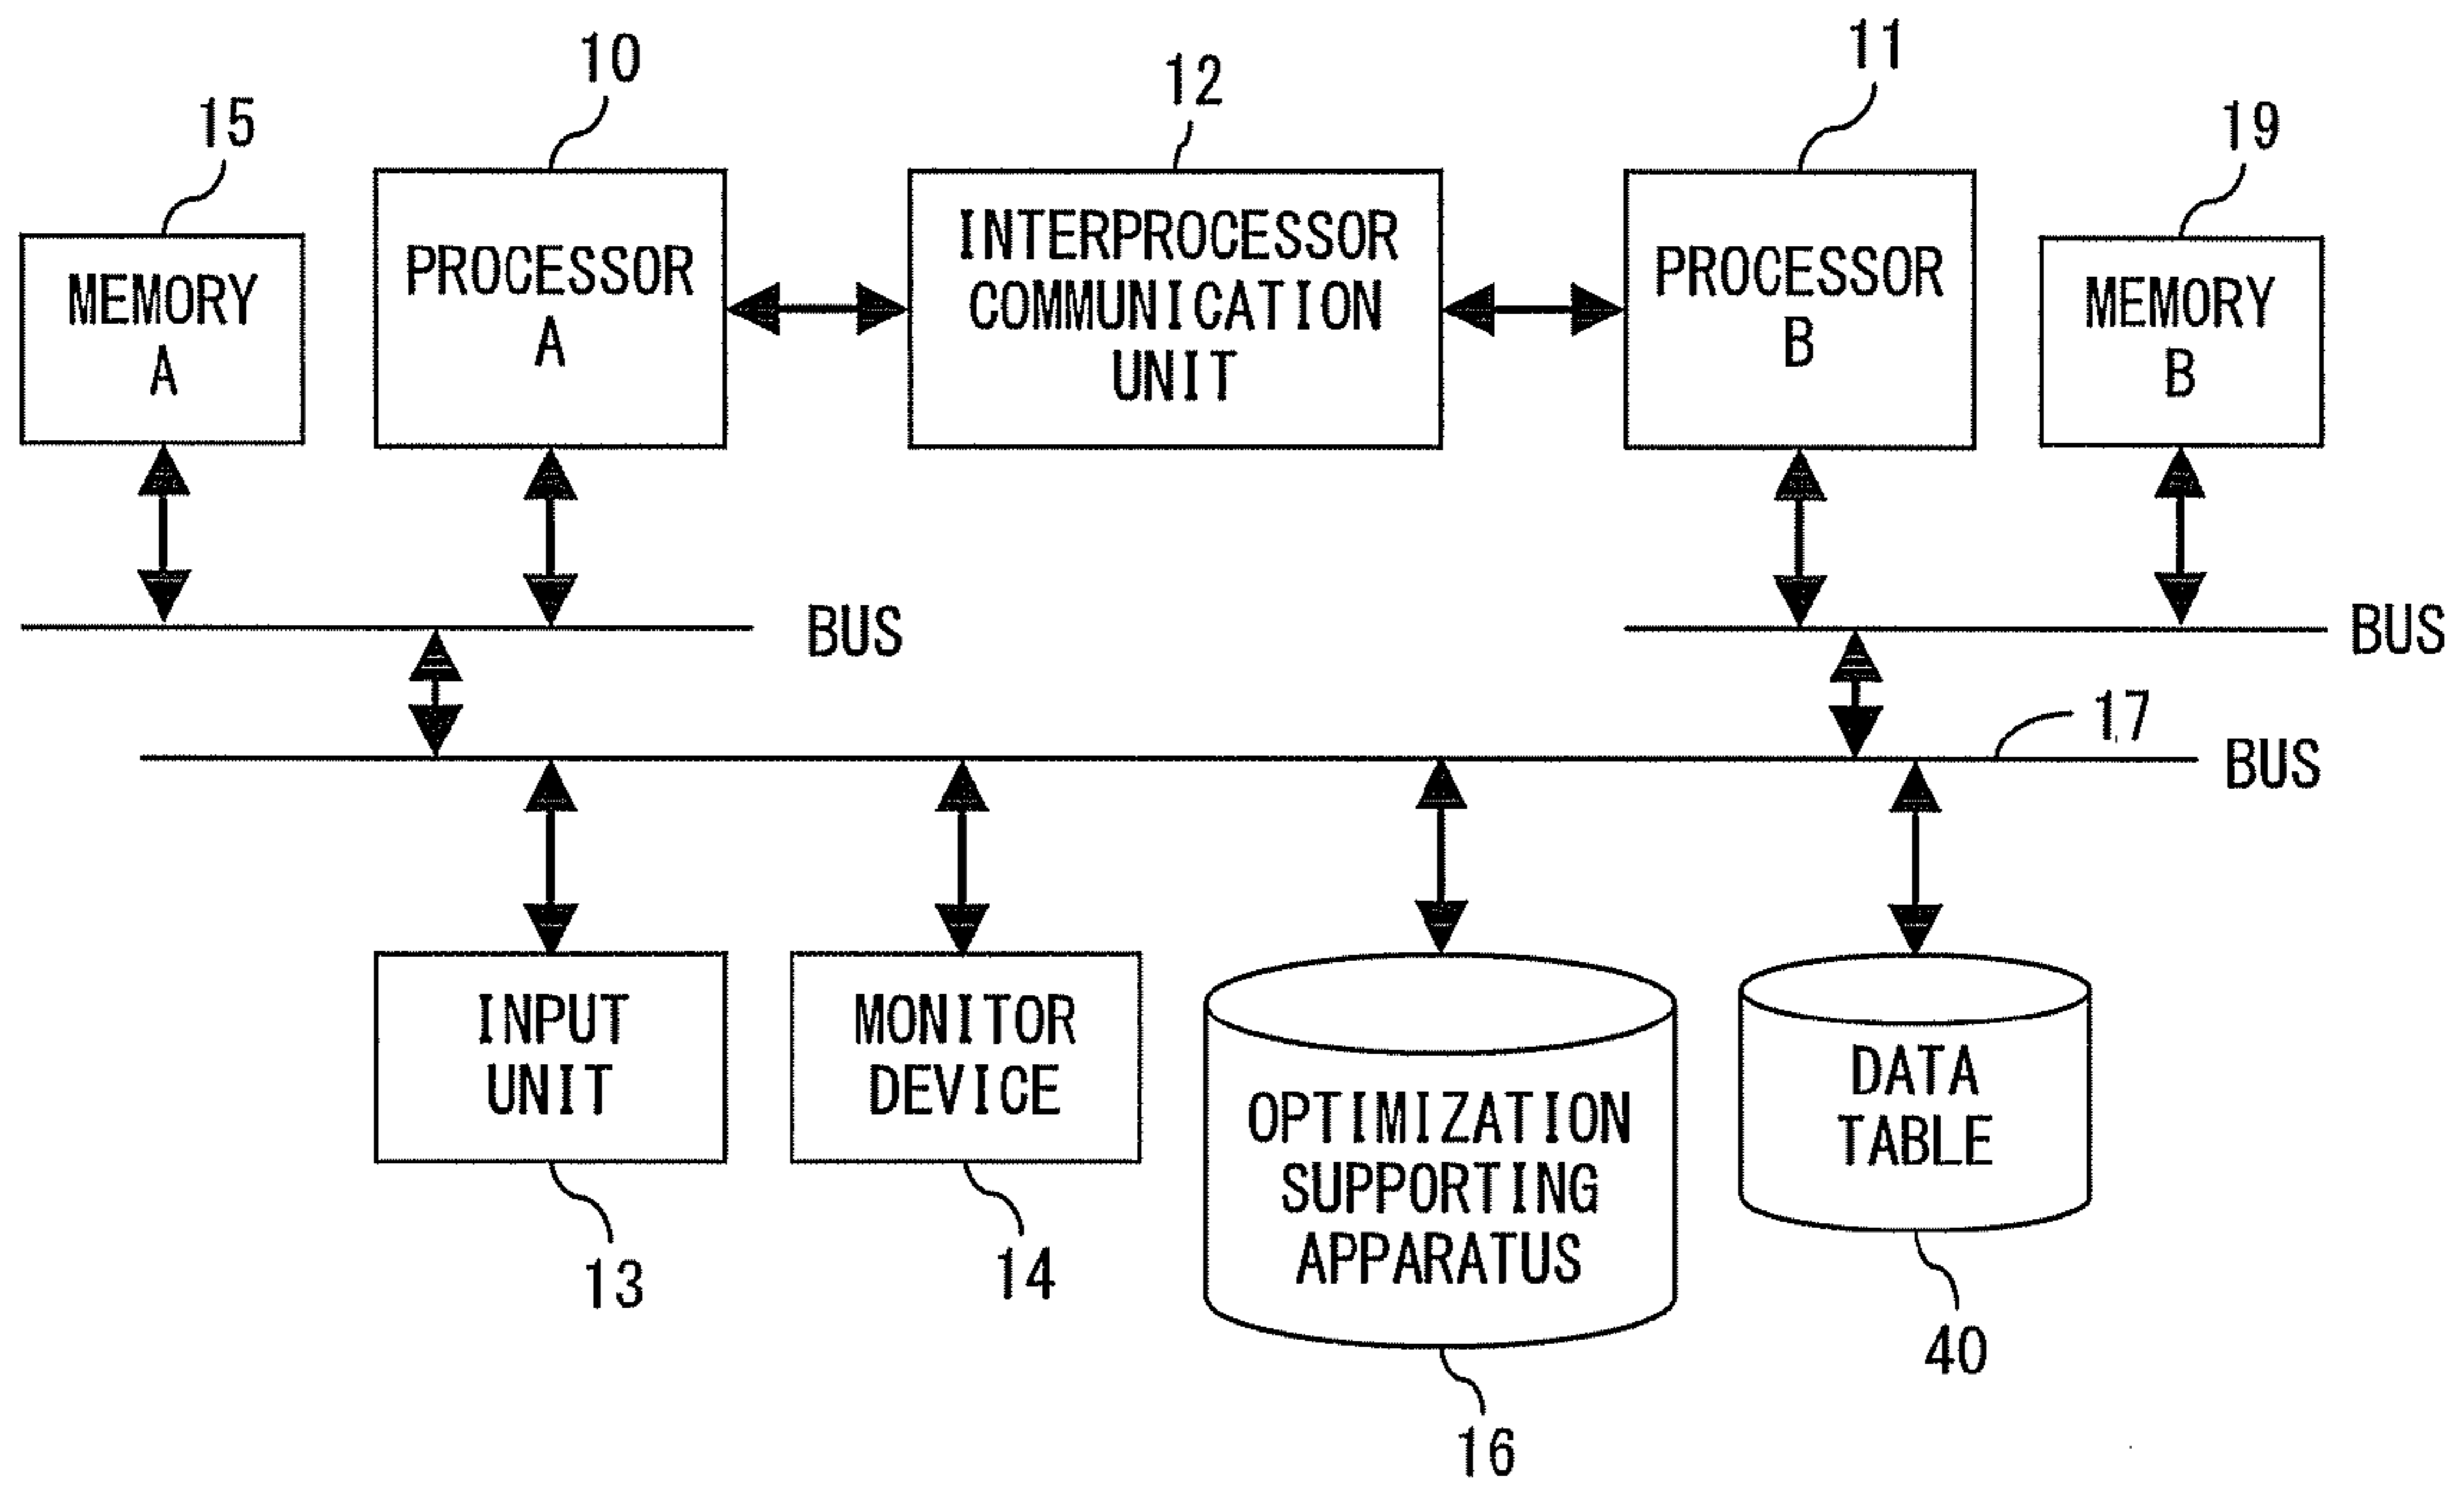 10
11
12
15
19
MEMORY
A
PROCESSOR
A
INTERPROCESSOR
COMMUNICATION
UNIT
PROCESSOR
B
MEMORY
B
BUS
BUS
17
BUS
INPUT
UNIT
MONITOR
DEVICE
OPTIMIZATION
SUPPORTING
APPARATUS
DATA
TABLE
13
14
16
40